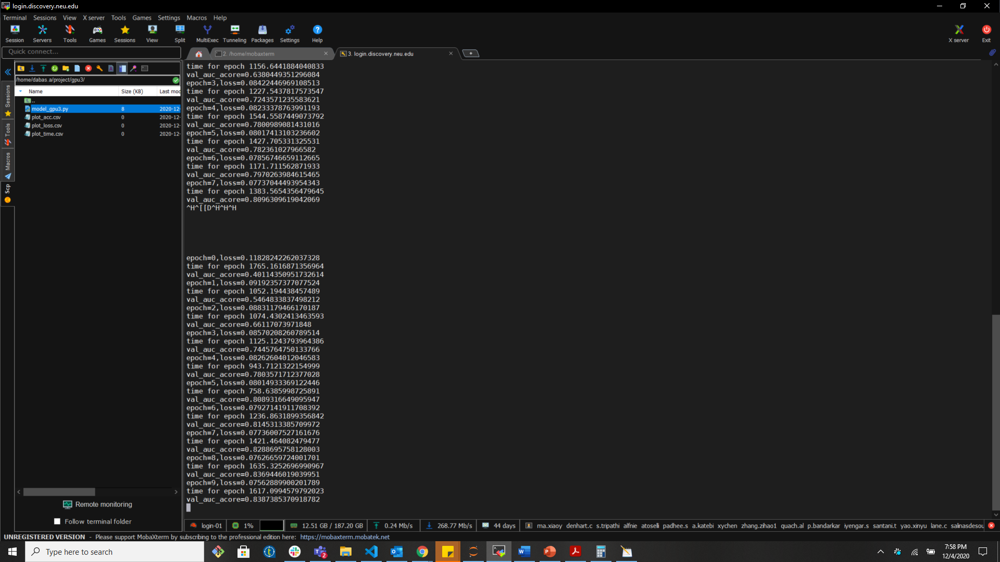 login.discovery.neu.edu
Terminal Sessions View X server Tools Games Settings Macros Help
Session Servers Tools Games Sessions View Split MultiExec Tunneling Packages Settings Help X server Exit
Quick connect...
2. /home/mobaxterm
3. login.discovery.neu.edu
/home/dabas.a/project/gpu3/
Name Size (KB) Last mod
..
model_gpu3.py 8 2020-12-
plot_acc.csv 0 2020-12-
plot_loss.csv 0 2020-12-
plot_time.csv 0 2020-12-
Sessions
Tools
Macros
Scp
time for epoch 1156.6441884040833
val_auc_acore=0.6380449351296084
epoch=3,loss=0.08422446969108513
time for epoch 1227.5437817573547
val_auc_acore=0.7243571235583621
epoch=4,loss=0.08233378763991193
time for epoch 1544.5587449073792
val_auc_acore=0.7800989081431016
epoch=5,loss=0.08017413103236602
time for epoch 1427.705331325531
val_auc_acore=0.782361027966582
epoch=6,loss=0.07856746659112665
time for epoch 1171.711562871933
val_auc_acore=0.7970263984615465
epoch=7,loss=0.07737044493954343
time for epoch 1383.5654356479645
val_auc_acore=0.8096309619042069
^H^[[D^H^H^H
epoch=0,loss=0.11828242262037328
time for epoch 1765.1616871356964
val_auc_acore=0.40114350951732614
epoch=1,loss=0.09192357377077524
time for epoch 1052.194438457489
val_auc_acore=0.5464833837498212
epoch=2,loss=0.08831179466170187
time for epoch 1074.4302413463593
val_auc_acore=0.66117073971848
epoch=3,loss=0.08570208260789514
time for epoch 1125.1243793964386
val_auc_acore=0.7445764750133766
epoch=4,loss=0.08262604012046583
time for epoch 943.7121322154999
val_auc_acore=0.7803571712377028
epoch=5,loss=0.08014933369122446
time for epoch 758.6385998725891
val_auc_acore=0.8089316649095947
epoch=6,loss=0.07927141911708392
time for epoch 1236.8631899356842
val_auc_acore=0.8145313385709972
epoch=7,loss=0.07736007527161676
time for epoch 1421.464082479477
val_auc_acore=0.8288695758128003
epoch=8,loss=0.07626659724001701
time for epoch 1635.3252696990967
val_auc_acore=0.8369446019039951
epoch=9,loss=0.07562889900201789
time for epoch 1617.0994579792023
val_auc_acore=0.8387385370918782
Remote monitoring
Follow terminal folder
login-01 1% 12.51 GB / 187.20 GB 0.24 Mb/s 268.77 Mb/s 44 days ma.xiaoy denhart.c s.tripathi alfnie atoseli padhee.s a.katebi xychen zhang.zihao1 quach.al p.bandarkar iyengar.s santani.t yao.xinyu lane.c salinasdesou
UNREGISTERED VERSION - Please support MobaXterm by subscribing to the professional edition here: https://mobaxterm.mobatek.net
Type here to search
2
7:58 PM
12/4/2020